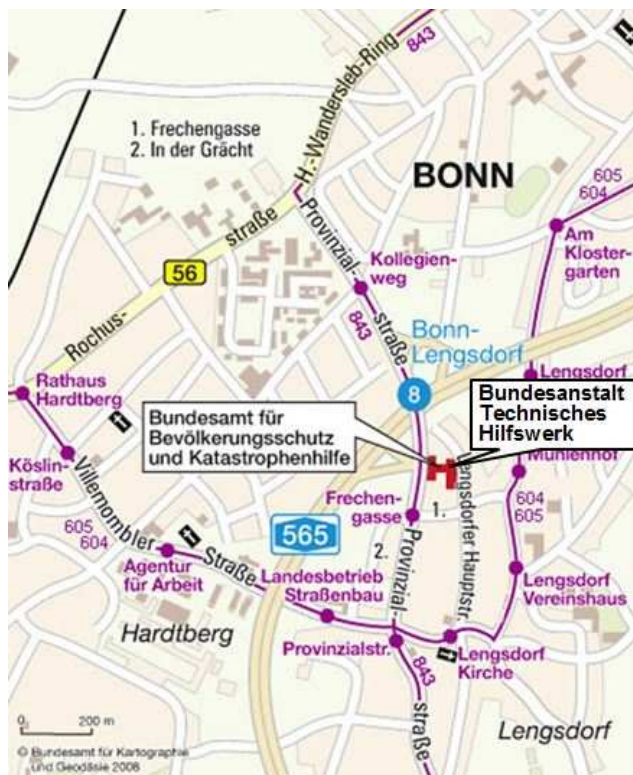 843
1. Frechengasse
2. In der Grächt
H.-Wandersleb-Ring
BONN
605
604
Provinzial-
straße
Am
Kloster-
garten
Kollegien-
weg
56
Rochus-
straße
843
Bonn-
Lengsdorf
8
Rathaus
Hardtberg
Lengsdorf
Mühlenhof
Bundesanstalt
Technisches
Hilfswerk
Bundesamt für
Bevölkerungsschutz
und Katastrophenhilfe
Köslin-
straße
Villemombler
Straße
Frechen-
gasse
1.
Lengsdorfer Hauptstr.
604
605
565
605
604
2.
Provinzial-
straße
Agentur
für Arbeit
Landesbetrieb
Straßenbau
Lengsdorf
Vereinshaus
Hardtberg
Provinzialstr.
Lengsdorf
Kirche
843
0
200 m
Lengsdorf
© Bundesamt für Kartographie
und Geodäsie 2008